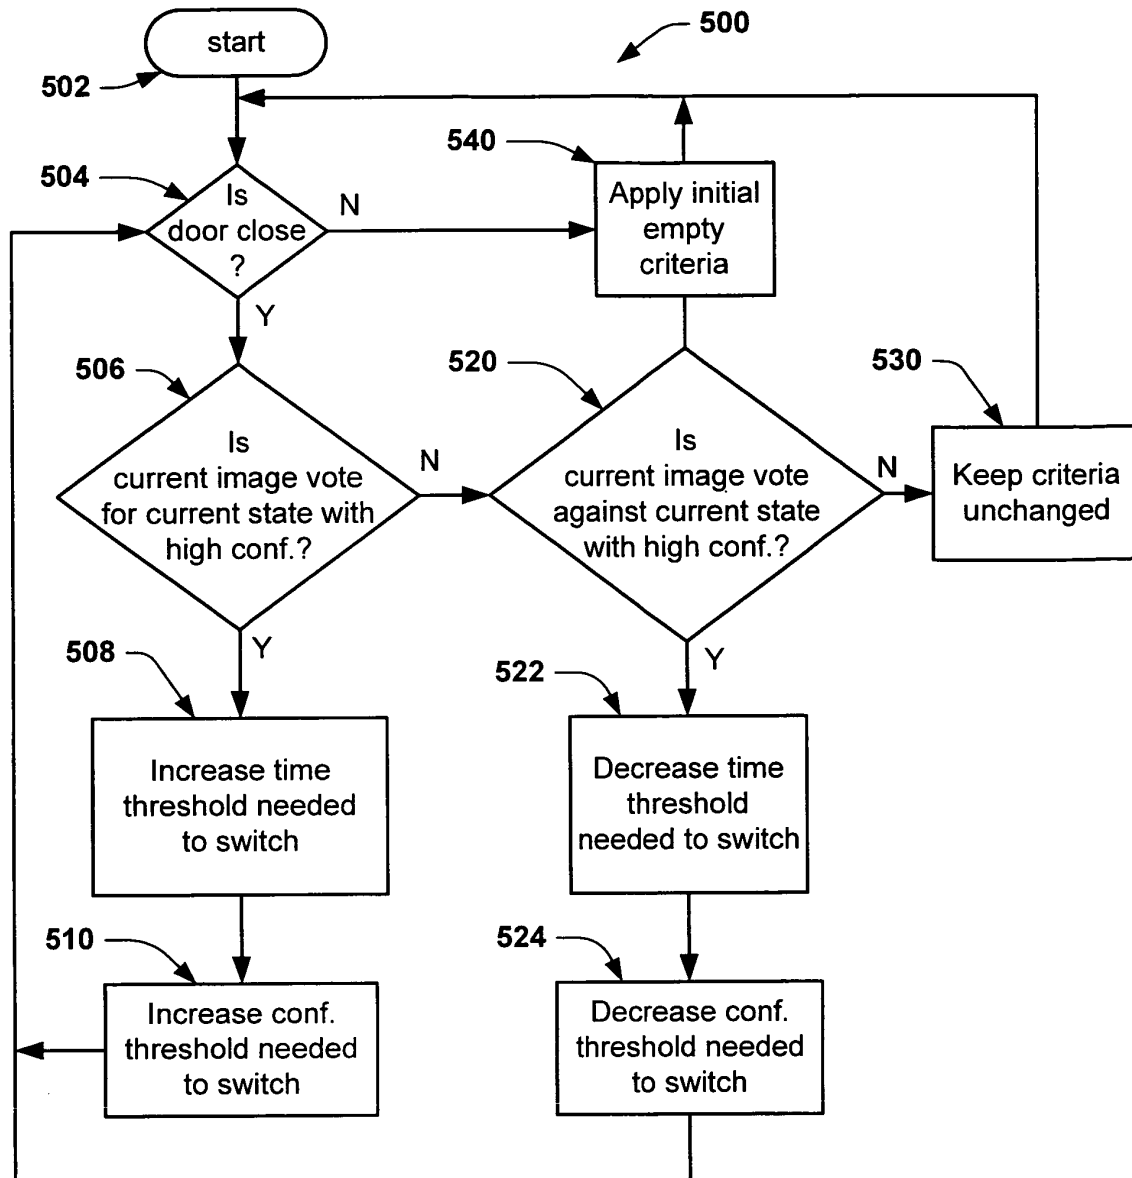 start
500
502
540
504
Is
door close
?
N
Apply initial
empty
criteria
Y
506
520
530
Is
current image vote
for current state with
high conf.?
N
Is
current image vote
against current state
with high conf.?
N
Keep criteria
unchanged
Y
Y
508
522
Increase time
threshold needed
to switch
Decrease time
threshold
needed to switch
510
524
Increase conf.
threshold needed
to switch
Decrease conf.
threshold needed
to switch